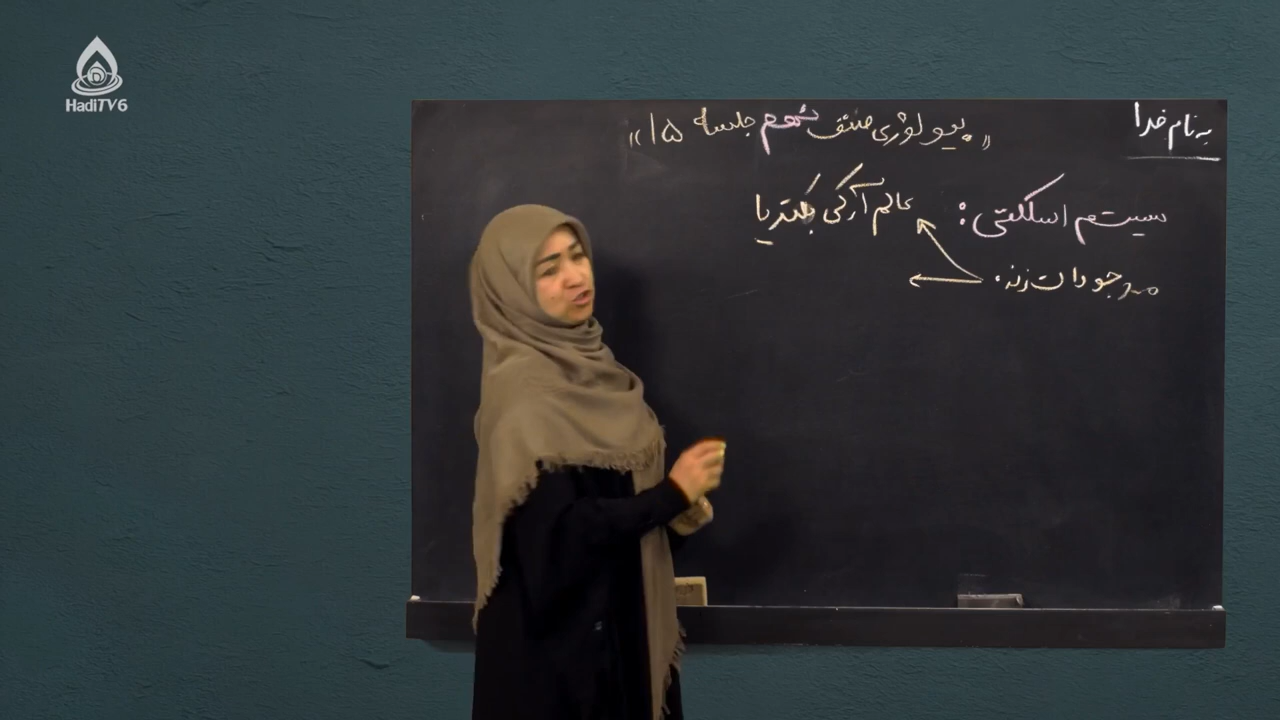 HadiTV6
به نام خدا
«بیولوژی صنف نهم جلسه ۱۵»
سیستم اسکلتی:
عالم آرکی بکتریا
موجودات زنده